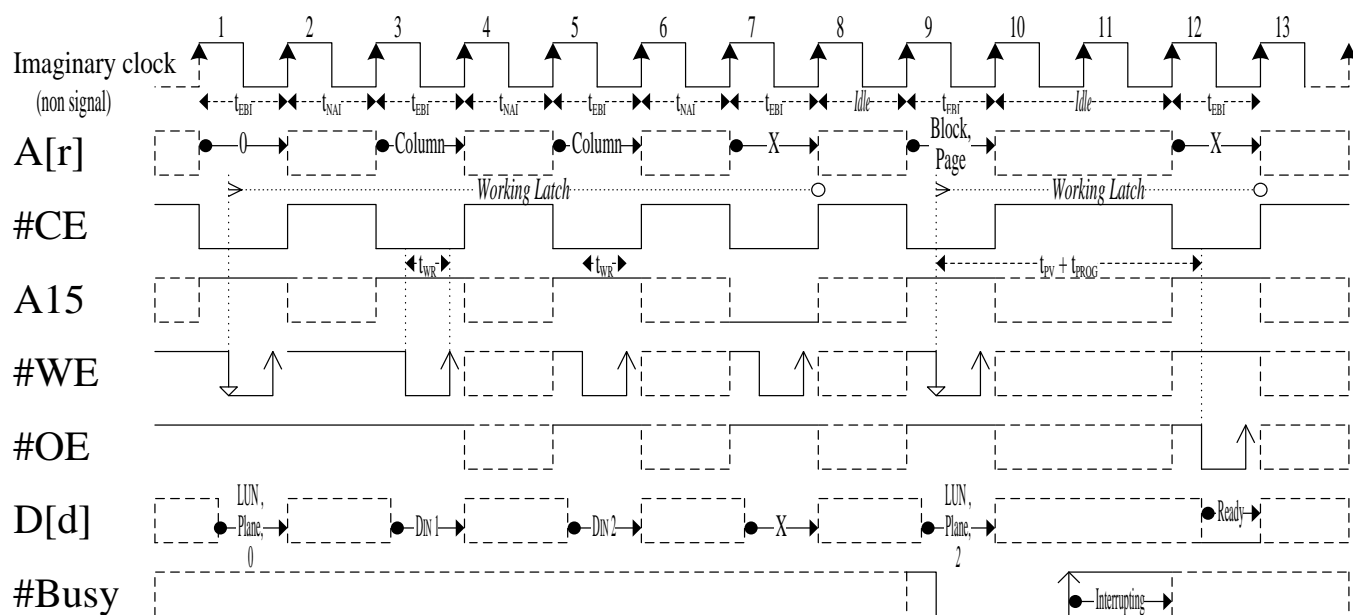 1 2 3 4 5 6 7 8 9 10 11 12 13
Imaginary clock
(non signal)
tEBI tNAI tEBI tNAI tEBI tNAI tEBI Idle tEBI Idle tEBI
A[r] 0 Column Column X Block, Page X
Working Latch Working Latch
#CE
tWR tWR tPV + tPROG
A15
#WE
#OE
D[d] LUN, Plane, 0 DIN 1 DIN 2 X LUN, Plane, 2 Ready
#Busy Interrupting